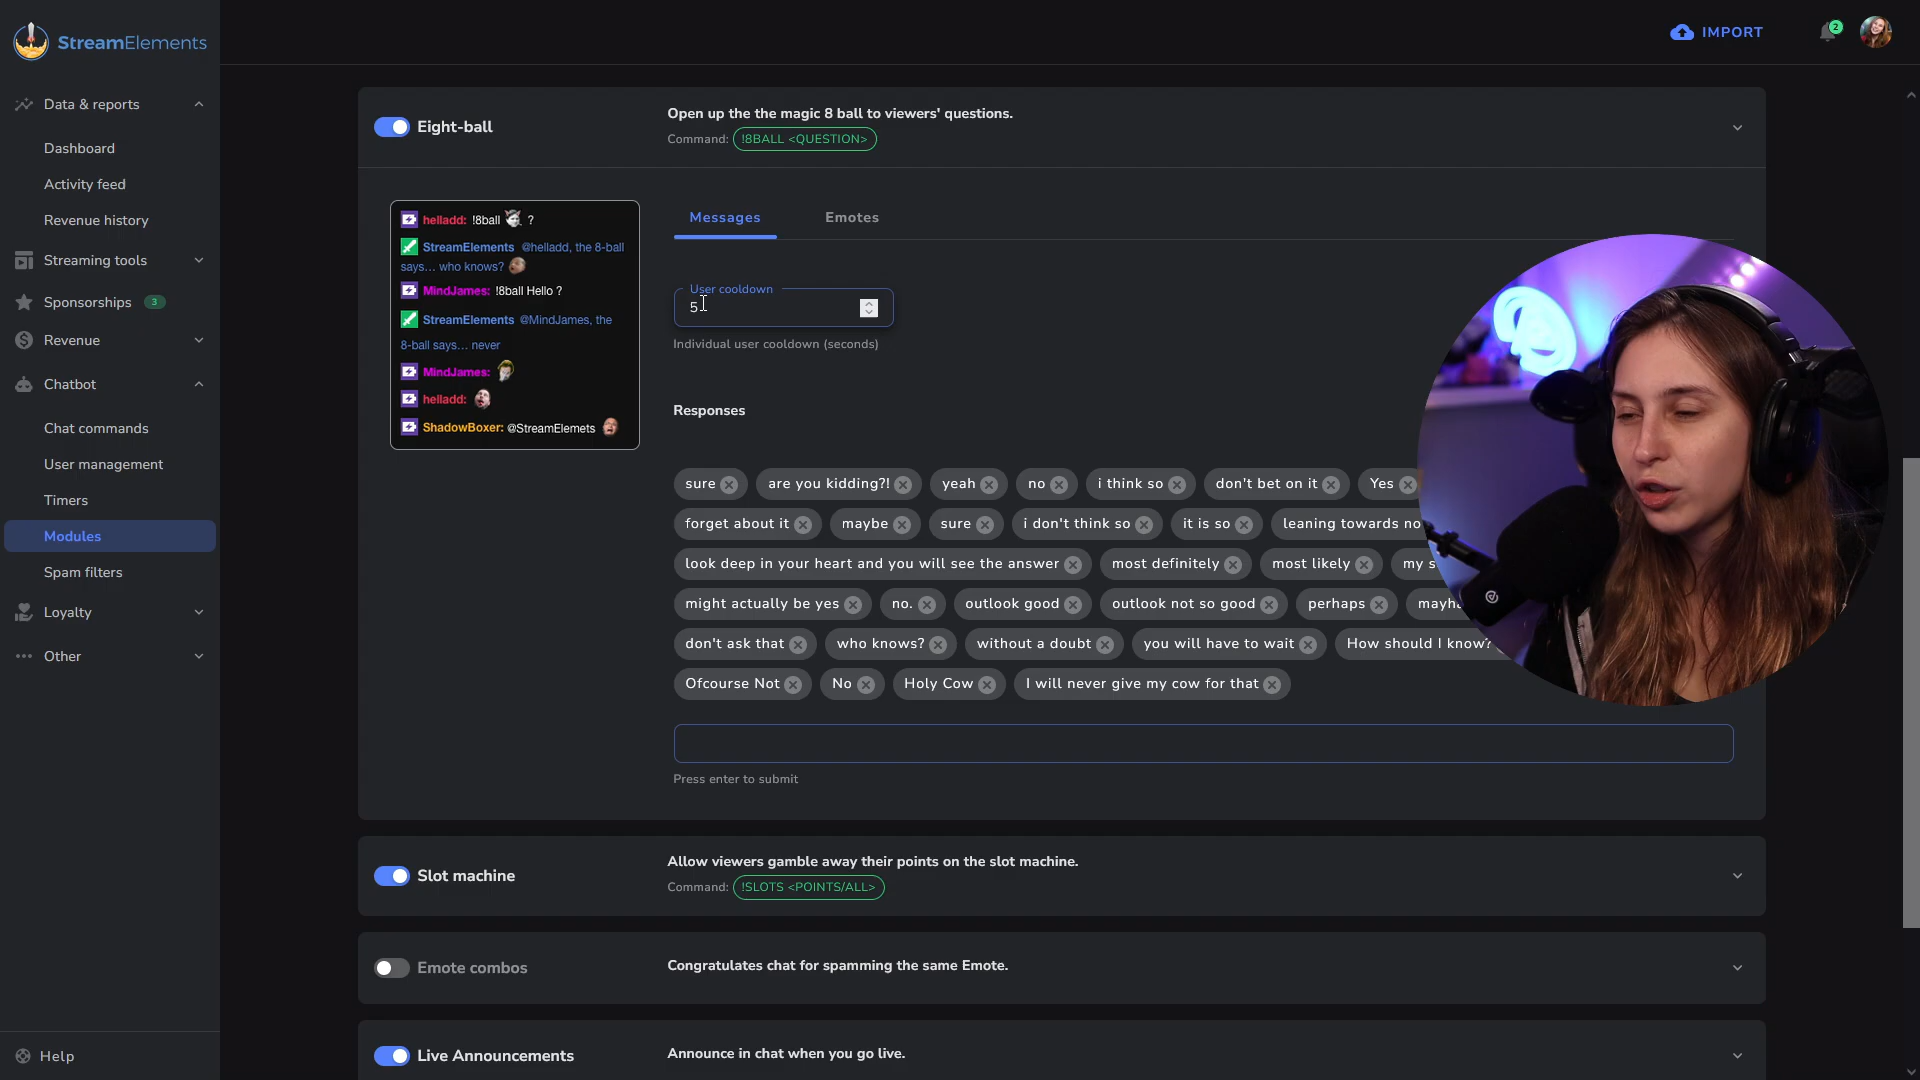 StreamElements
IMPORT
2
Data & reports
Dashboard
Activity feed
Revenue history
Streaming tools
Sponsorships 3
Revenue
Chatbot
Chat commands
User management
Timers
Modules
Spam filters
Loyalty
Other
Help
Eight-ball
Open up the the magic 8 ball to viewers' questions.
Command: !8BALL <QUESTION>
helladd: !8ball ?
StreamElements @helladd, the 8-ball
says... who knows?
MindJames: !8ball Hello ?
StreamElements @MindJames, the
8-ball says... never
MindJames:
helladd:
ShadowBoxer: @StreamElemets
Messages Emotes
User cooldown
5
Individual user cooldown (seconds)
Responses
sure are you kidding?! yeah no i think so don't bet on it Yes
forget about it maybe sure i don't think so it is so leaning towards no
look deep in your heart and you will see the answer most definitely most likely my
might actually be yes no. outlook good outlook not so good perhaps
don't ask that who knows? without a doubt you will have to wait How should I know?
Ofcourse Not No Holy Cow I will never give my cow for that
Press enter to submit
Slot machine
Allow viewers gamble away their points on the slot machine.
Command: !SLOTS <POINTS/ALL>
Emote combos
Congratulates chat for spamming the same Emote.
Live Announcements
Announce in chat when you go live.